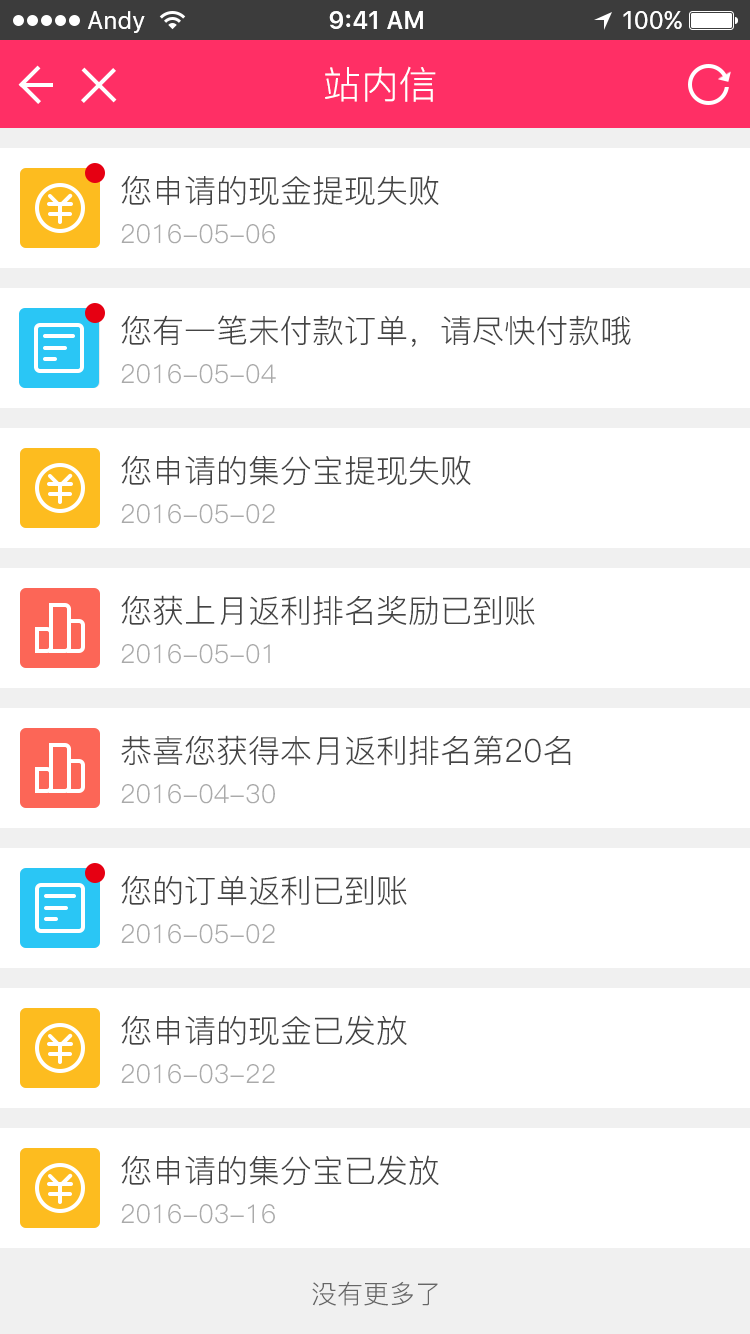 Andy 9:41 AM 100%
站内信
您申请的现金提现失败
2016-05-06
您有一笔未付款订单，请尽快付款哦
2016-05-04
您申请的集分宝提现失败
2016-05-02
您获上月返利排名奖励已到账
2016-05-01
恭喜您获得本月返利排名第20名
2016-04-30
您的订单返利已到账
2016-05-02
您申请的现金已发放
2016-03-22
您申请的集分宝已发放
2016-03-16
没有更多了